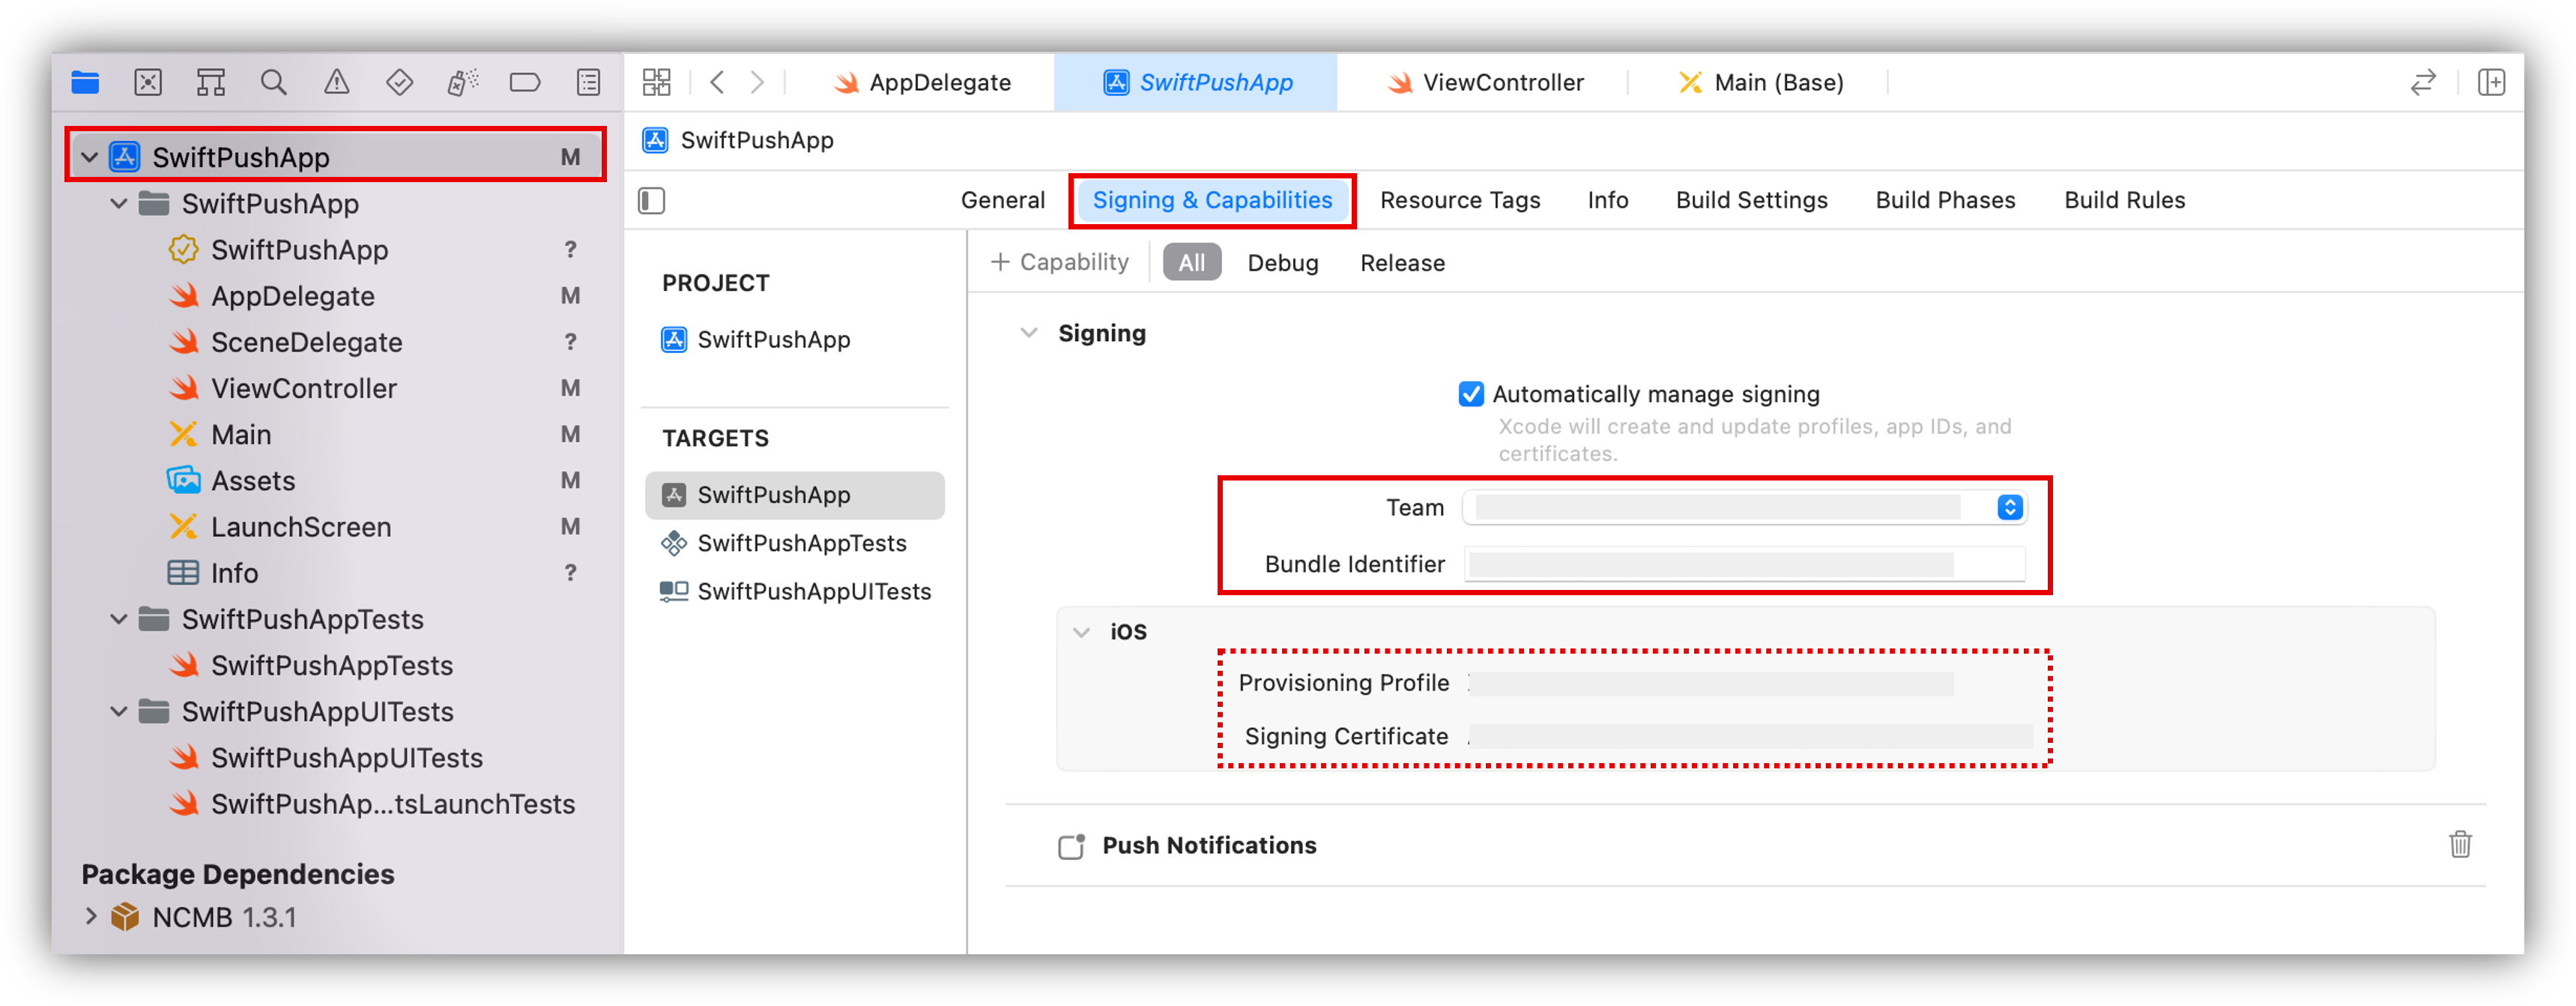 AppDelegate
SwiftPushApp
ViewController
Main (Base)
SwiftPushApp M
SwiftPushApp
SwiftPushApp ?
AppDelegate M
SceneDelegate ?
ViewController M
Main M
Assets M
LaunchScreen M
Info ?
SwiftPushAppTests
SwiftPushAppTests
SwiftPushAppUITests
SwiftPushAppUITests
SwiftPushAp...tsLaunchTests
Package Dependencies
NCMB 1.3.1
SwiftPushApp
General Signing & Capabilities Resource Tags Info Build Settings Build Phases Build Rules
PROJECT
SwiftPushApp
TARGETS
SwiftPushApp
SwiftPushAppTests
SwiftPushAppUITests
+ Capability All Debug Release
Signing
Automatically manage signing
Xcode will create and update profiles, app IDs, and
certificates.
Team
Bundle Identifier
iOS
Provisioning Profile
Signing Certificate
Push Notifications